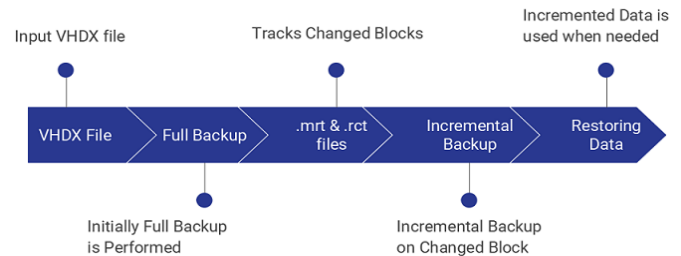 Input VHDX file
Tracks Changed Blocks
Incremented Data is
used when needed
VHDX File
Full Backup
.mrt & .rct
files
Incremental
Backup
Restoring
Data
Initially Full Backup
is Performed
Incremental Backup
on Changed Block